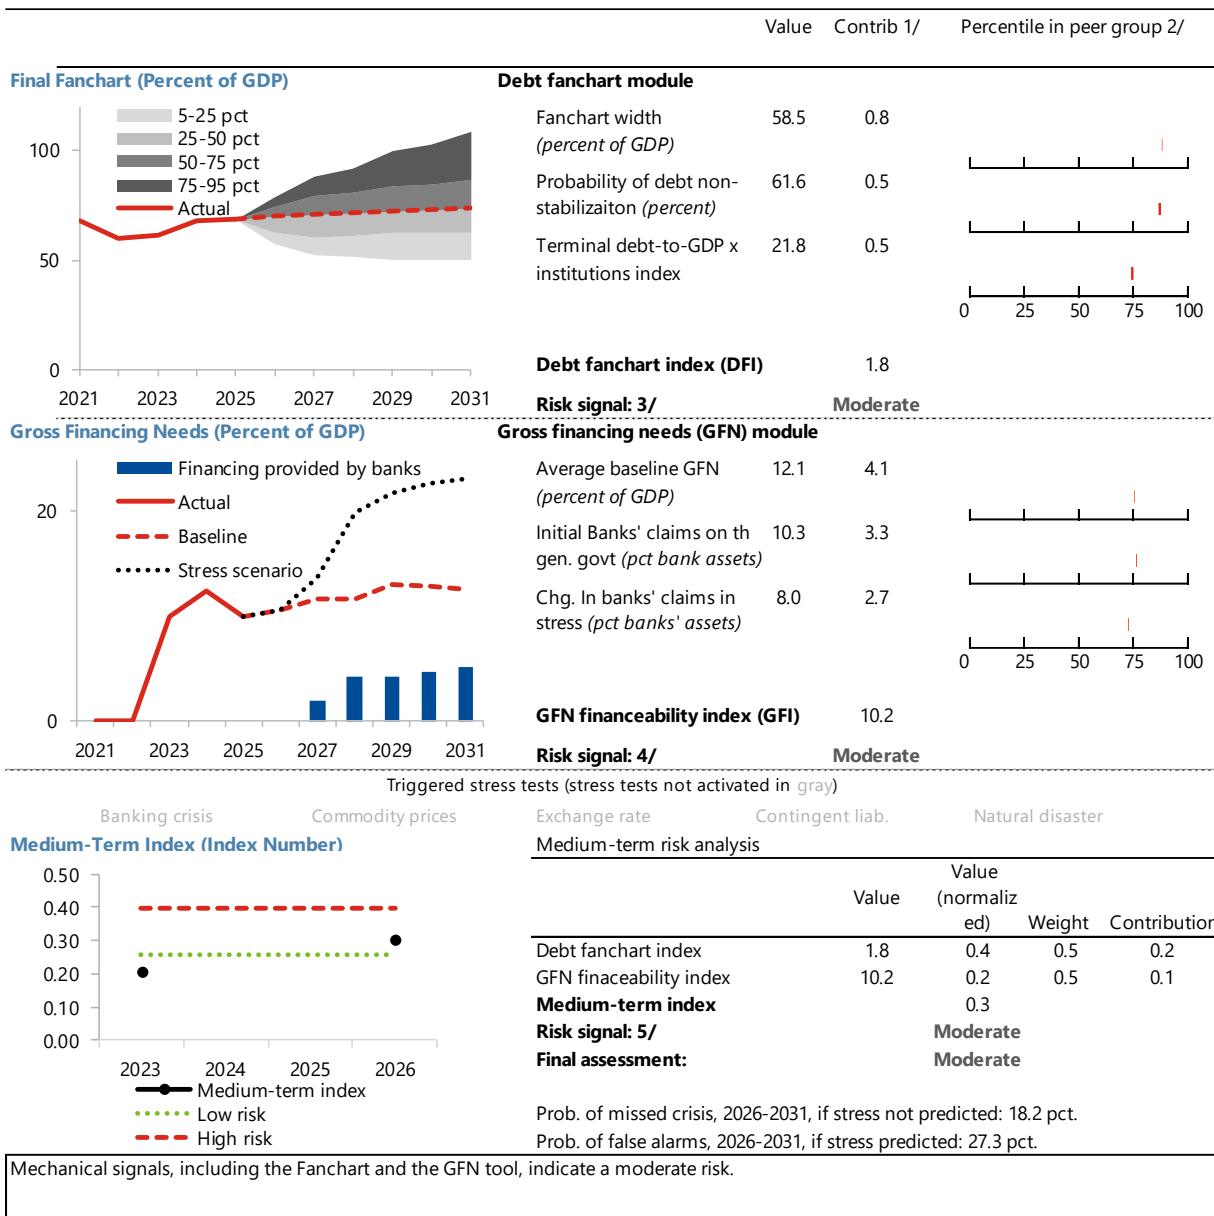 Value Contrib 1/ Percentile in peer group 2/
Final Fanchart (Percent of GDP)
5-25 pct
25-50 pct
50-75 pct
75-95 pct
Actual
100
50
0
2021 2023 2025 2027 2029 2031
Debt fanchart module
Fanchart width 58.5 0.8
(percent of GDP)
Probability of debt non- 61.6 0.5
stabilizaiton (percent)
Terminal debt-to-GDP x 21.8 0.5
institutions index
0 25 50 75 100
Debt fanchart index (DFI) 1.8
Risk signal: 3/ Moderate
Gross Financing Needs (Percent of GDP)
Financing provided by banks
Actual
Baseline
Stress scenario
20
0
2021 2023 2025 2027 2029 2031
Gross financing needs (GFN) module
Average baseline GFN 12.1 4.1
(percent of GDP)
Initial Banks' claims on th 10.3 3.3
gen. govt (pct bank assets)
Chg. In banks' claims in 8.0 2.7
stress (pct banks' assets)
0 25 50 75 100
GFN financeability index (GFI) 10.2
Risk signal: 4/ Moderate
Triggered stress tests (stress tests not activated in gray)
Banking crisis Commodity prices Exchange rate Contingent liab. Natural disaster
Medium-Term Index (Index Number)
0.50
0.40
0.30
0.20
0.10
0.00
2023 2024 2025 2026
Medium-term index
Low risk
High risk
Medium-term risk analysis
Value
Value (normaliz
ed) Weight Contribution
Debt fanchart index 1.8 0.4 0.5 0.2
GFN finaceability index 10.2 0.2 0.5 0.1
Medium-term index 0.3
Risk signal: 5/ Moderate
Final assessment: Moderate
Prob. of missed crisis, 2026-2031, if stress not predicted: 18.2 pct.
Prob. of false alarms, 2026-2031, if stress predicted: 27.3 pct.
Mechanical signals, including the Fanchart and the GFN tool, indicate a moderate risk.